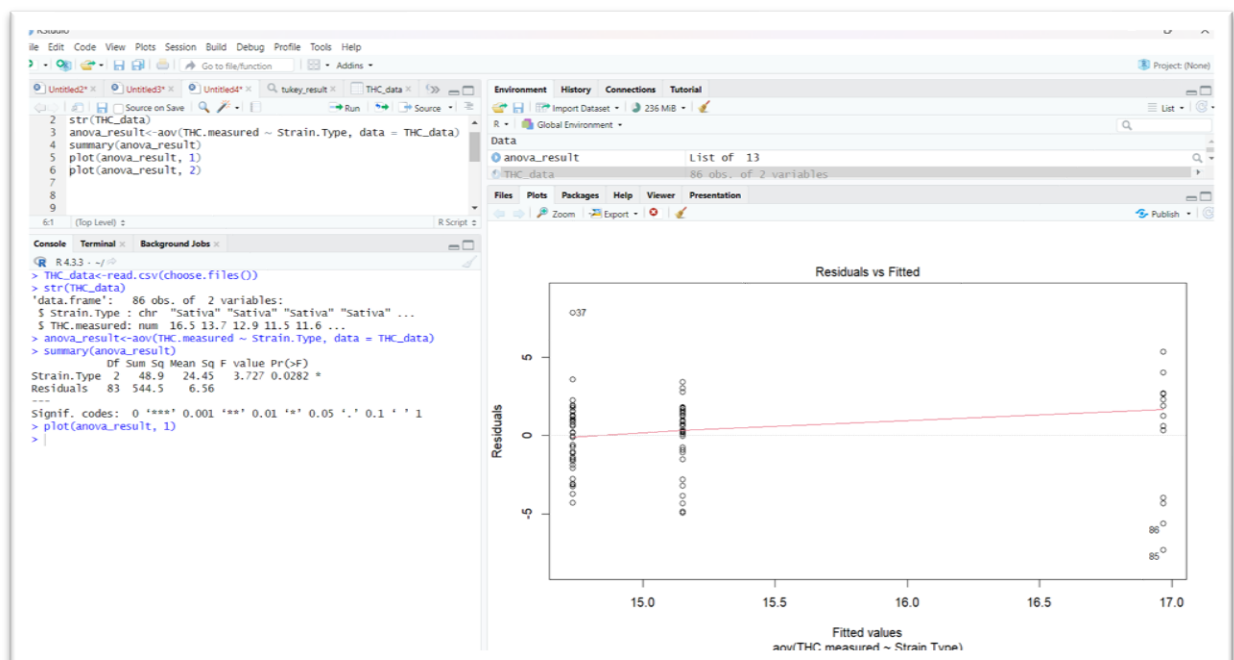 RStudio
File Edit Code View Plots Session Build Debug Profile Tools Help
Go to file/function Addins
Project: (None)
Untitled2* Untitled3* Untitled4* tukey_result THC_data
Source on Save Run Source
2 str(THC_data)
3 anova_result<-aov(THC.measured ~ Strain.Type, data = THC_data)
4 summary(anova_result)
5 plot(anova_result, 1)
6 plot(anova_result, 2)
7
8
9
6:1 (Top Level) R Script
Console Terminal Background Jobs
R 4.3.3 · ~/
> THC_data<-read.csv(choose.files())
> str(THC_data)
'data.frame': 86 obs. of 2 variables:
$ Strain.Type : chr "Sativa" "Sativa" "Sativa" "Sativa" ...
$ THC.measured: num 16.5 13.7 12.9 11.5 11.6 ...
> anova_result<-aov(THC.measured ~ Strain.Type, data = THC_data)
> summary(anova_result)
Df Sum Sq Mean Sq F value Pr(>F)
Strain.Type 2 48.9 24.45 3.727 0.0282 *
Residuals 83 544.5 6.56
---
Signif. codes: 0 ‘***’ 0.001 ‘**’ 0.01 ‘*’ 0.05 ‘.’ 0.1 ‘ ’ 1
> plot(anova_result, 1)
>
Environment History Connections Tutorial
Import Dataset 236 MiB List
R Global Environment
Data
anova_result List of 13
THC_data 86 obs. of 2 variables
Files Plots Packages Help Viewer Presentation
Zoom Export Publish
Residuals vs Fitted
37
86
85
Residuals
5
0
-5
15.0 15.5 16.0 16.5 17.0
Fitted values
aov(THC.measured ~ Strain.Type)